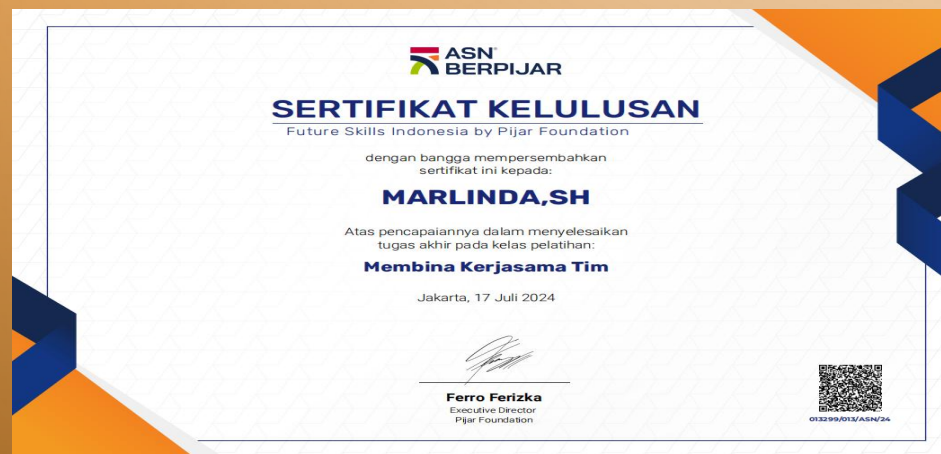 ASN
BERPIJAR
SERTIFIKAT KELULUSAN
Future Skills Indonesia by Pijar Foundation
dengan bangga mempersembahkan
sertifikat ini kepada:
MARLINDA,SH
Atas pencapaiannya dalam menyelesaikan
tugas akhir pada kelas pelatihan:
Membina Kerjasama Tim
Jakarta, 17 Juli 2024
Ferro Ferizka
Executive Director
Pijar Foundation
013299/013/ASN/24